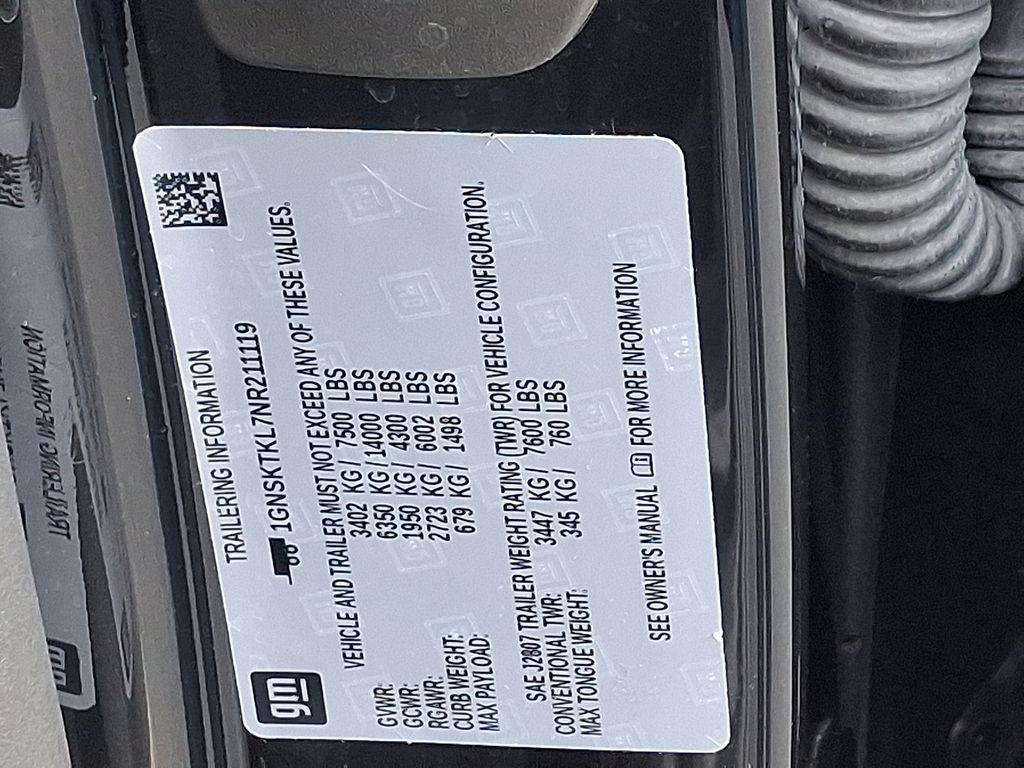 gm
TRAILERING INFORMATION
1GNSKTKL7NR211119
VEHICLE AND TRAILER MUST NOT EXCEED ANY OF THESE VALUES.
GVWR: 3402 KG / 7500 LBS
GCWR: 6350 KG / 14000 LBS
RGAWR: 1950 KG / 4300 LBS
CURB WEIGHT: 2723 KG / 6002 LBS
MAX PAYLOAD: 679 KG / 1498 LBS
SAE J2807 TRAILER WEIGHT RATING (TWR) FOR VEHICLE CONFIGURATION.
CONVENTIONAL TWR: 3447 KG / 7600 LBS
MAX TONGUE WEIGHT: 345 KG / 760 LBS
SEE OWNER'S MANUAL FOR MORE INFORMATION
TRAILERING INFORMATION
gm